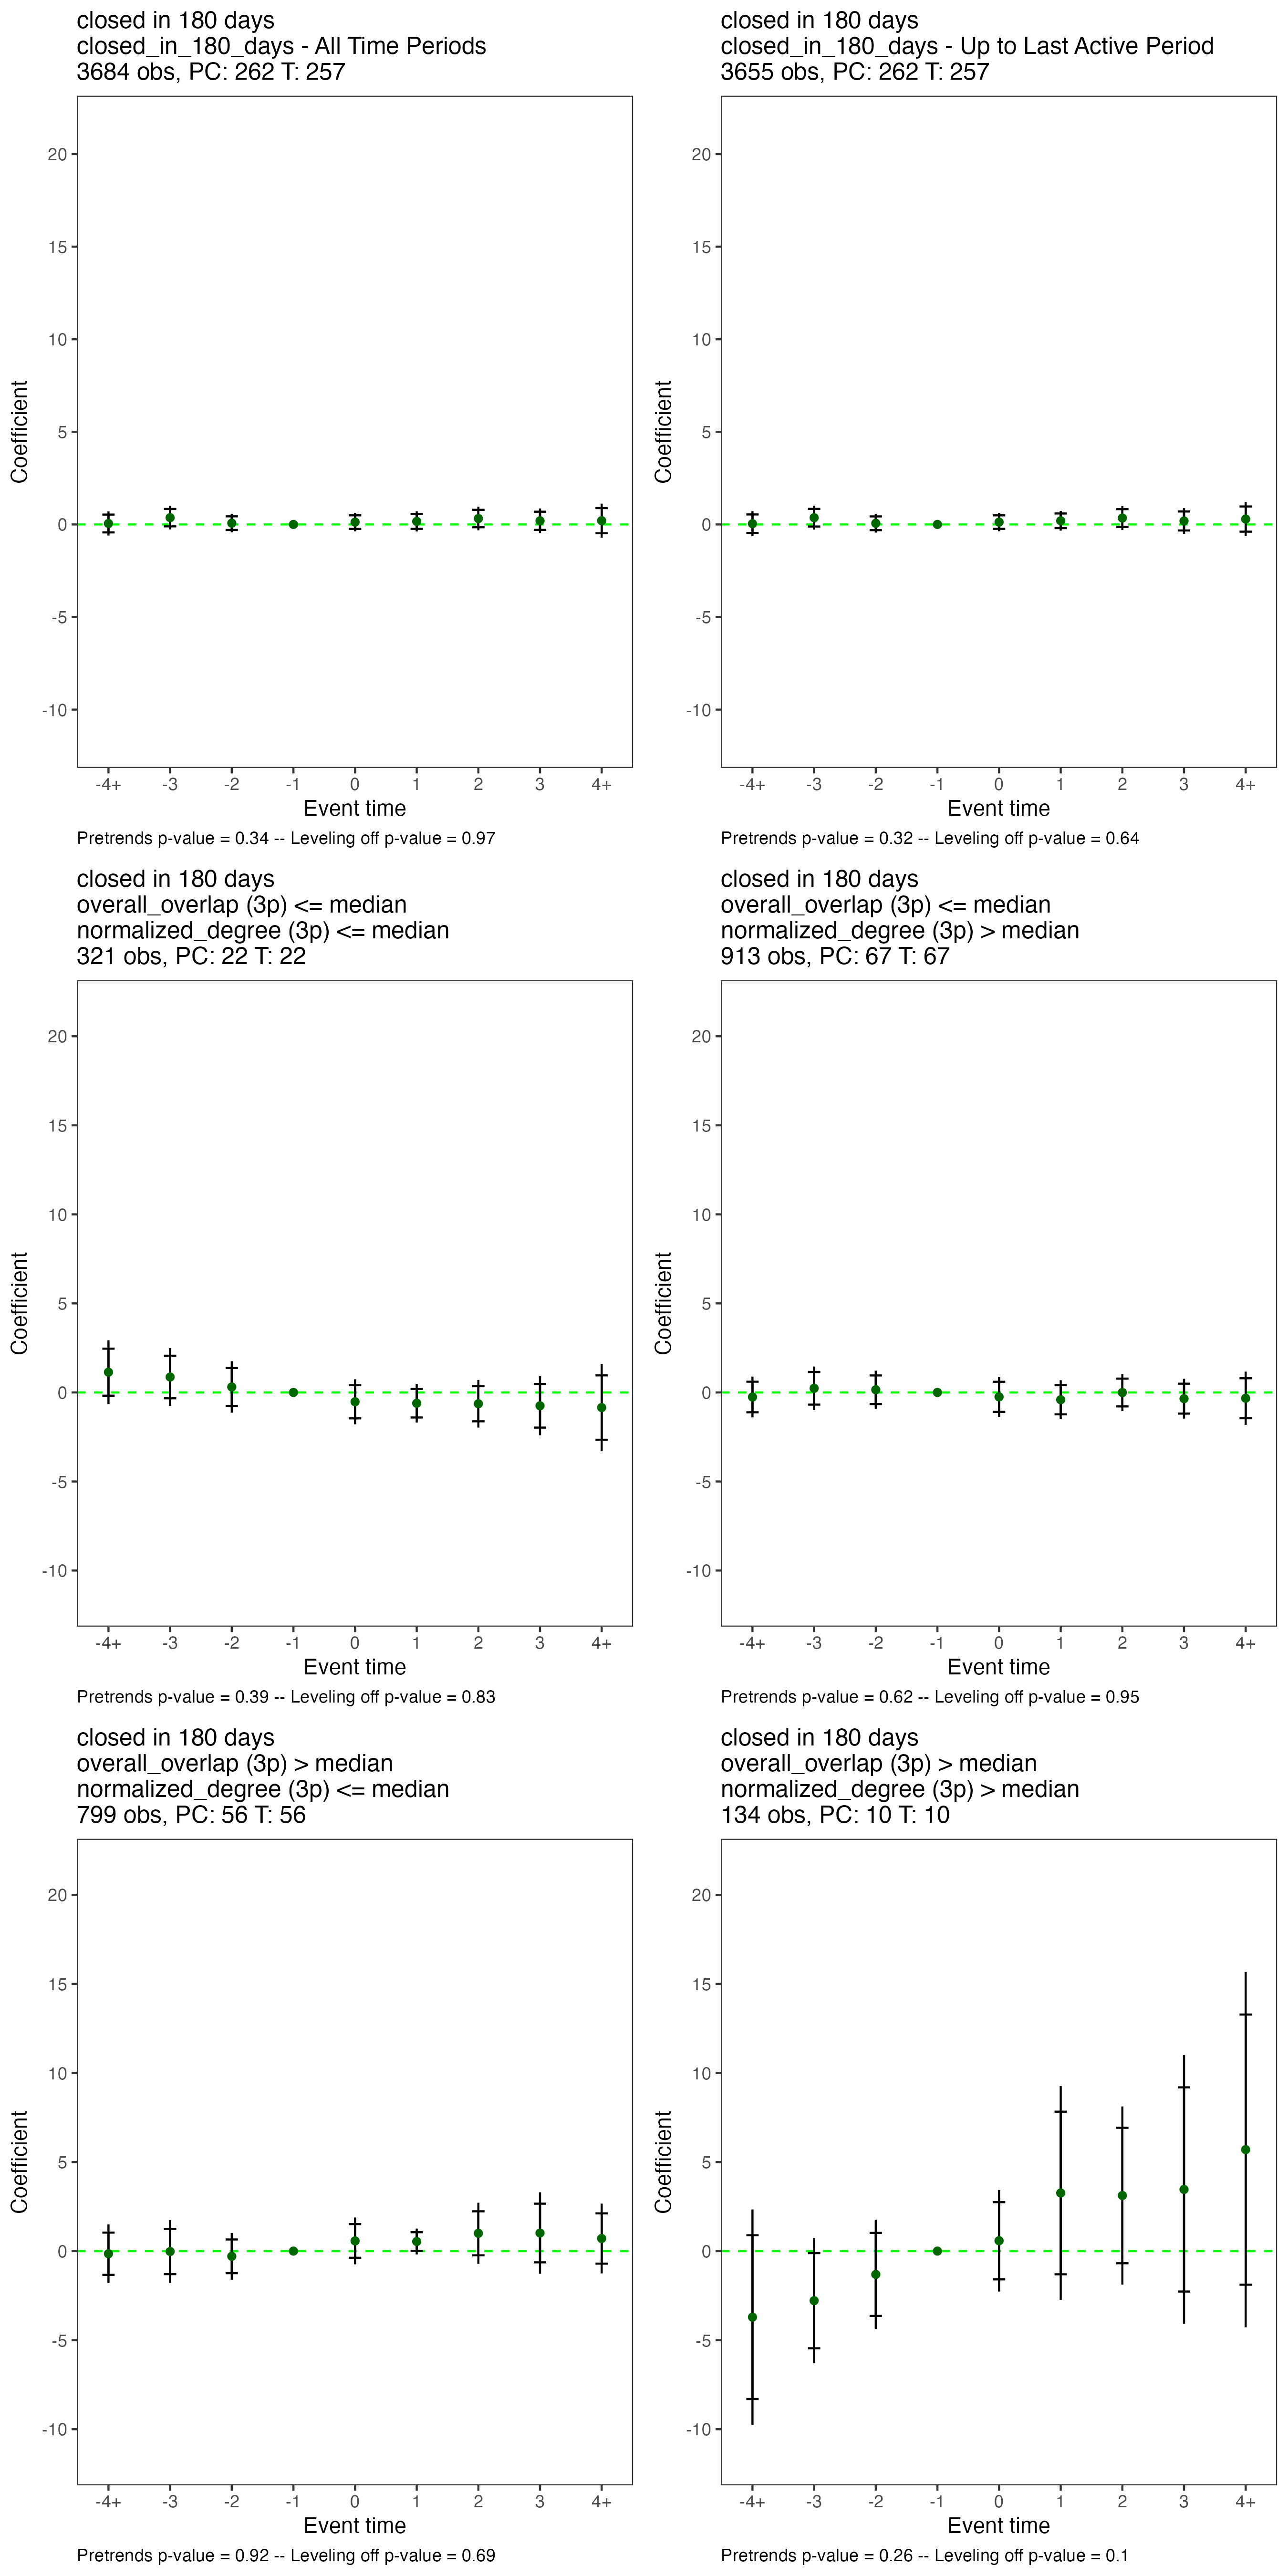 closed in 180 days
closed_in_180_days - All Time Periods
3684 obs, PC: 262 T: 257
20
15
10
5
0
-5
-10
Coefficient
-4+ -3 -2 -1 0 1 2 3 4+
Event time
Pretrends p-value = 0.34 -- Leveling off p-value = 0.97
closed in 180 days
closed_in_180_days - Up to Last Active Period
3655 obs, PC: 262 T: 257
20
15
10
5
0
-5
-10
Coefficient
-4+ -3 -2 -1 0 1 2 3 4+
Event time
Pretrends p-value = 0.32 -- Leveling off p-value = 0.64
closed in 180 days
overall_overlap (3p) <= median
normalized_degree (3p) <= median
321 obs, PC: 22 T: 22
20
15
10
5
0
-5
-10
Coefficient
-4+ -3 -2 -1 0 1 2 3 4+
Event time
Pretrends p-value = 0.39 -- Leveling off p-value = 0.83
closed in 180 days
overall_overlap (3p) <= median
normalized_degree (3p) > median
913 obs, PC: 67 T: 67
20
15
10
5
0
-5
-10
Coefficient
-4+ -3 -2 -1 0 1 2 3 4+
Event time
Pretrends p-value = 0.62 -- Leveling off p-value = 0.95
closed in 180 days
overall_overlap (3p) > median
normalized_degree (3p) <= median
799 obs, PC: 56 T: 56
20
15
10
5
0
-5
-10
Coefficient
-4+ -3 -2 -1 0 1 2 3 4+
Event time
Pretrends p-value = 0.92 -- Leveling off p-value = 0.69
closed in 180 days
overall_overlap (3p) > median
normalized_degree (3p) > median
134 obs, PC: 10 T: 10
20
15
10
5
0
-5
-10
Coefficient
-4+ -3 -2 -1 0 1 2 3 4+
Event time
Pretrends p-value = 0.26 -- Leveling off p-value = 0.1